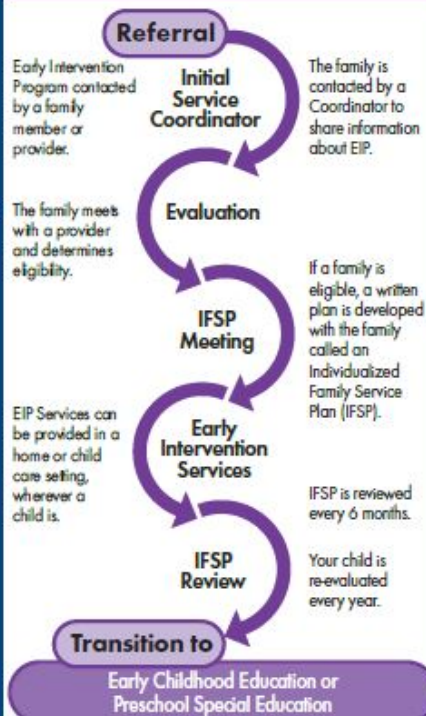 Referral
Early Intervention
Program contacted
by a family
member or
provider.
Initial
Service
Coordinator
The family is
contacted by a
Coordinator to
share information
about EIP.
The family meets
with a provider
and determines
eligibility.
Evaluation
IFSP
Meeting
If a family is
eligible, a written
plan is developed
with the family
called an
Individualized
Family Service
Plan (IFSP).
EIP Services can
be provided in a
home or child
care setting,
wherever a
child is.
Early
Intervention
Services
IFSP is reviewed
every 6 months.
IFSP
Review
Your child is
re-evaluated
every year.
Transition to
Early Childhood Education or
Preschool Special Education